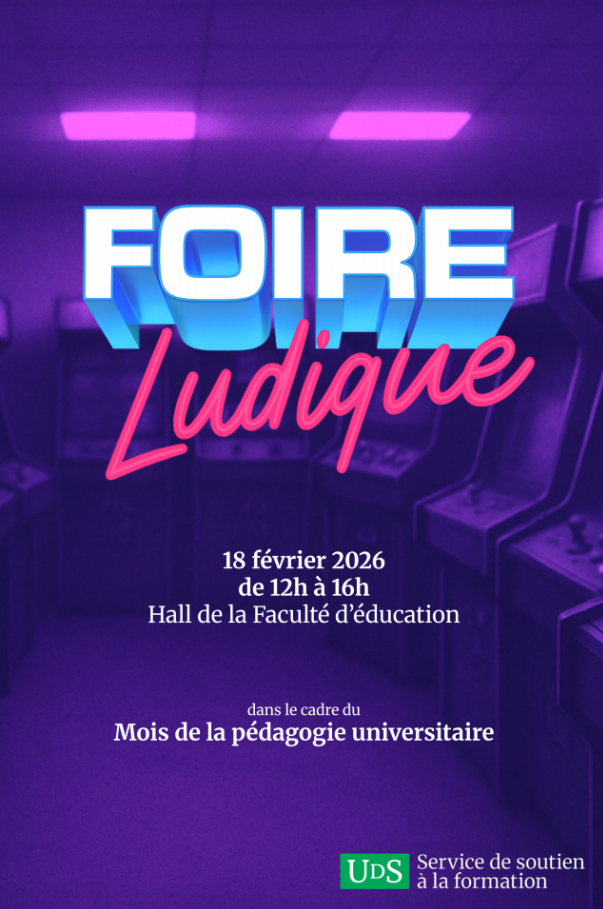 FOIRE
Ludique
18 février 2026
de 12h à 16h
Hall de la Faculté d’éducation
dans le cadre du
Mois de la pédagogie universitaire
UDS Service de soutien
à la formation